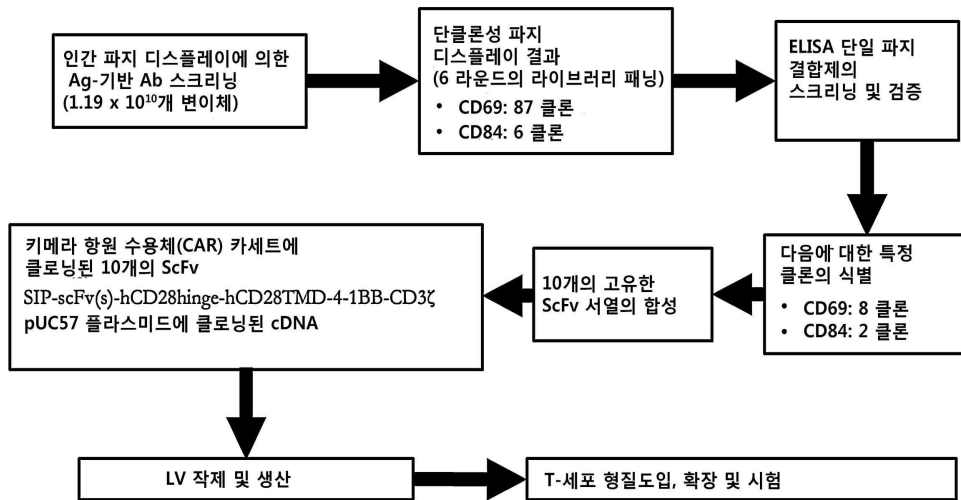 인간 파지 디스플레이에 의한
Ag-기반 Ab 스크리닝
(1.19 x 10¹⁰개 변이체)
단클론성 파지
디스플레이 결과
(6 라운드의 라이브러리 패닝)
• CD69: 87 클론
• CD84: 6 클론
ELISA 단일 파지
결합제의
스크리닝 및 검증
다음에 대한 특정
클론의 식별
• CD69: 8 클론
• CD84: 2 클론
10개의 고유한
ScFv 서열의 합성
키메라 항원 수용체(CAR) 카세트에
클로닝된 10개의 ScFv
SIP-scFv(s)-hCD28hinge-hCD28TMD-4-1BB-CD3ζ
pUC57 플라스미드에 클로닝된 cDNA
LV 작제 및 생산
T-세포 형질도입, 확장 및 시험